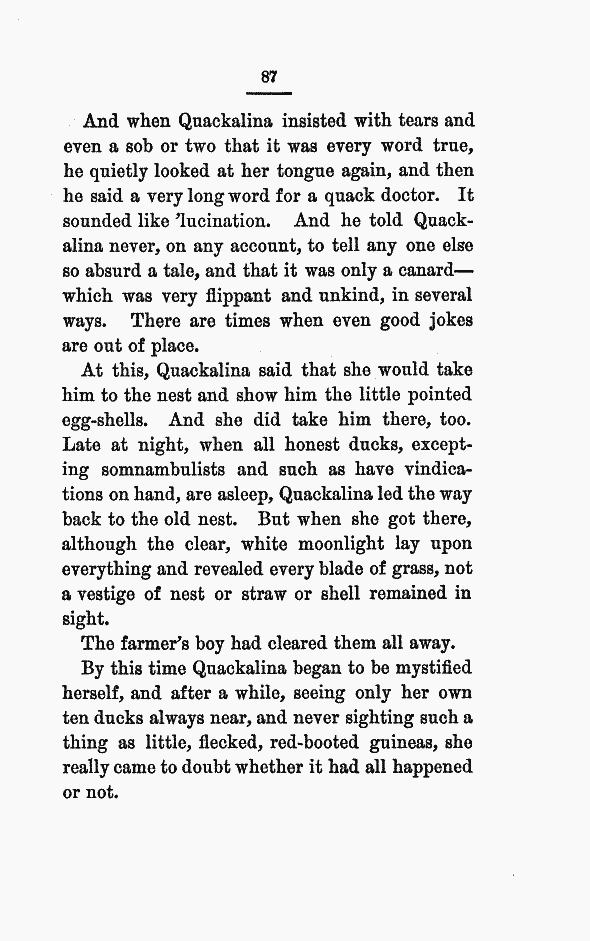 87
And when Quackalina insisted with tears and
even a sob or two that it was every word true,
he quietly looked at her tongue again, and then
he said a very long word for a quack doctor. It
sounded like 'lucination. And he told Quack-
alina never, on any account, to tell any one else
so absurd a tale, and that it was only a canard—
which was very flippant and unkind, in several
ways. There are times when even good jokes
are out of place.
At this, Quackalina said that she would take
him to the nest and show him the little pointed
egg-shells. And she did take him there, too.
Late at night, when all honest ducks, except-
ing somnambulists and such as have vindica-
tions on hand, are asleep, Quackalina led the way
back to the old nest. But when she got there,
although the clear, white moonlight lay upon
everything and revealed every blade of grass, not
a vestige of nest or straw or shell remained in
sight.
The farmer's boy had cleared them all away.
By this time Quackalina began to be mystified
herself, and after a while, seeing only her own
ten ducks always near, and never sighting such a
thing as little, flecked, red-booted guineas, she
really came to doubt whether it had all happened
or not.